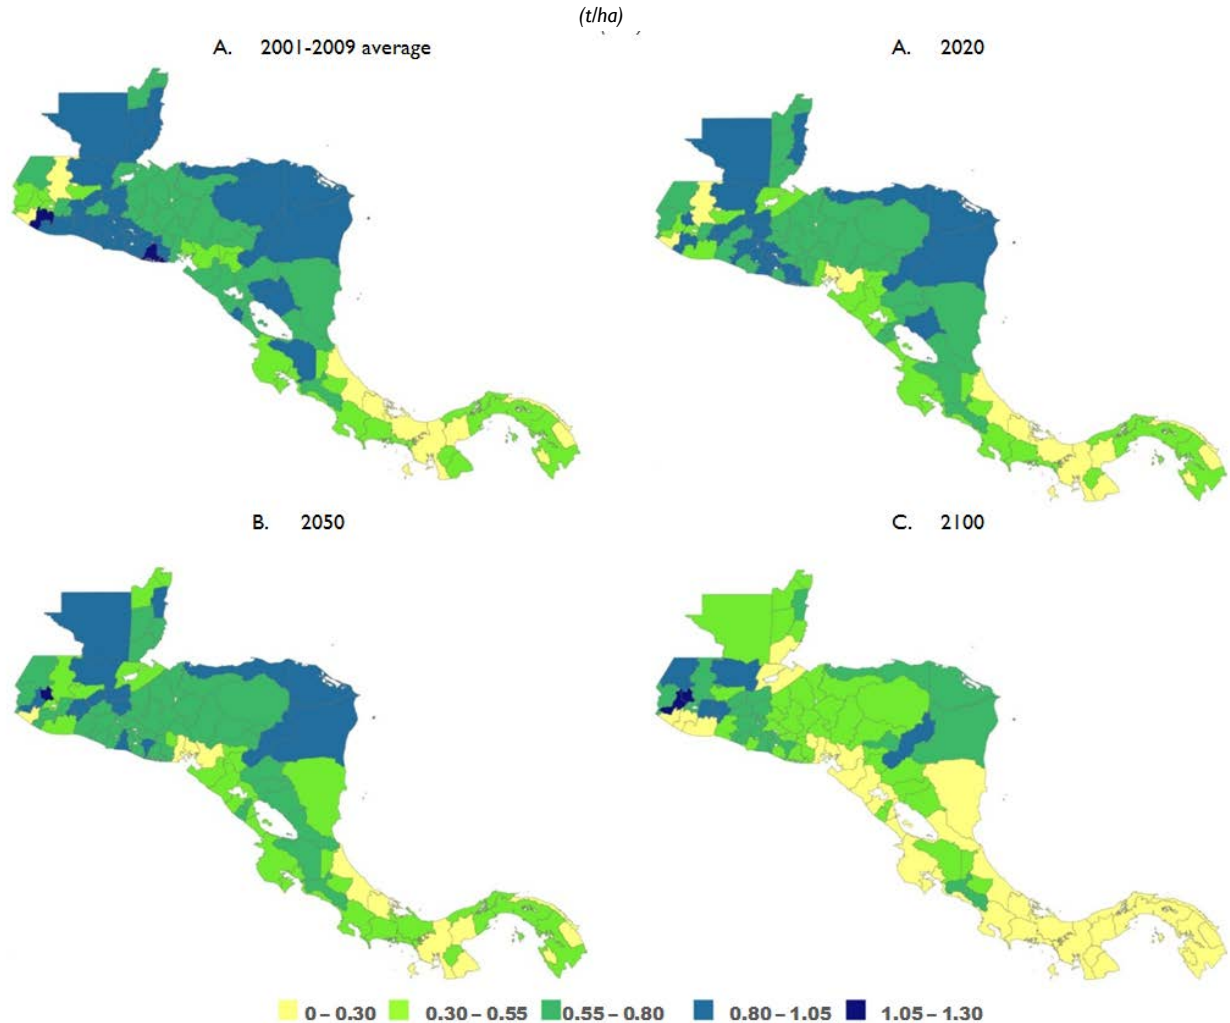 (t/ha)
A. 2001-2009 average
A. 2020
B. 2050
C. 2100
0 – 0.30
0.30 – 0.55
0.55 – 0.80
0.80 – 1.05
1.05 – 1.30